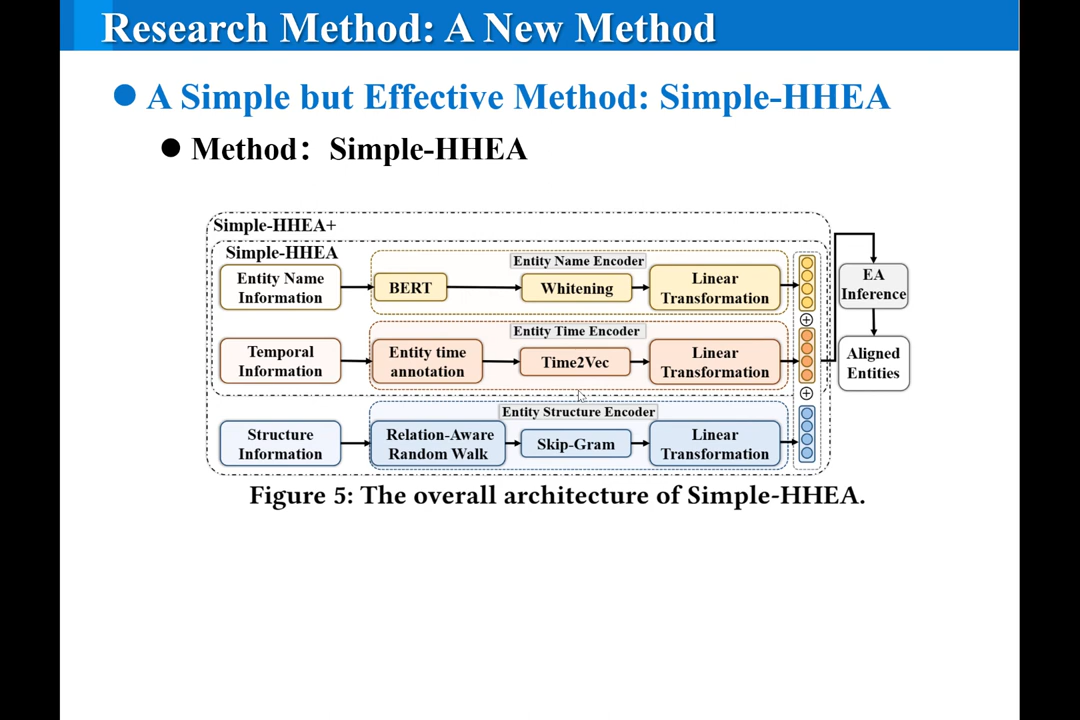 Research Method: A New Method
A Simple but Effective Method: Simple-HHEA
Method： Simple-HHEA
Simple-HHEA+
Simple-HHEA
Entity Name Encoder
Entity Name
Information
BERT
Whitening
Linear
Transformation
EA
Inference
Entity Time Encoder
Temporal
Information
Entity time
annotation
Time2Vec
Linear
Transformation
Aligned
Entities
Entity Structure Encoder
Structure
Information
Relation-Aware
Random Walk
Skip-Gram
Linear
Transformation
Figure 5: The overall architecture of Simple-HHEA.